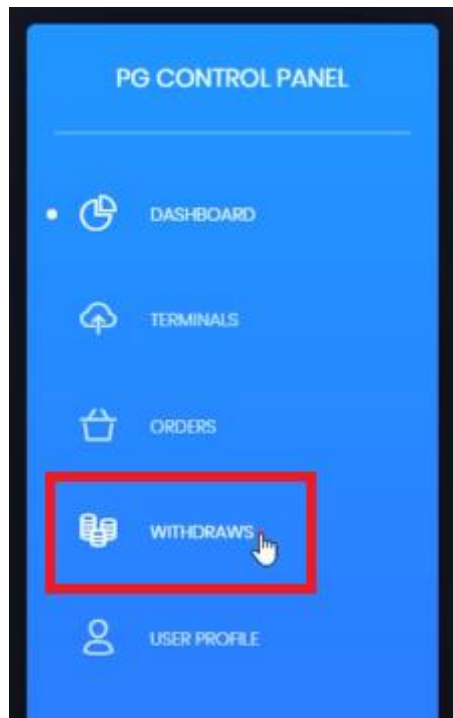 PG CONTROL PANEL
DASHBOARD
TERMINALS
ORDERS
WITHDRAWS
USER PROFILE